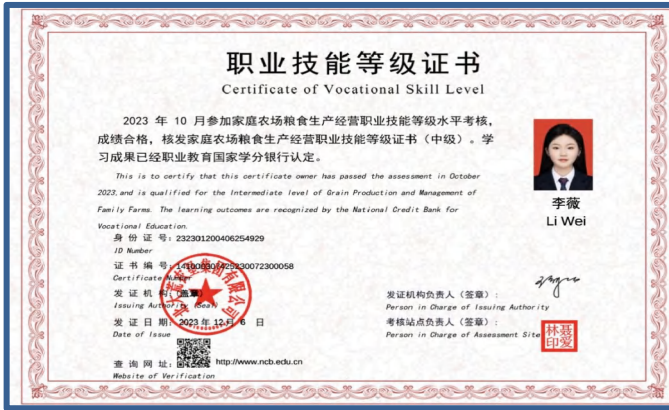 职业技能等级证书
Certificate of Vocational Skill Level
2023 年 10 月参加家庭农场粮食生产经营职业技能等级水平考核,
成绩合格,核发家庭农场粮食生产经营职业技能等级证书(中级)。学
习成果已经职业教育国家学分银行认定。
This is to certify that this certificate owner has passed the assessment in October
2023,and is qualified for the Intermediate level of Grain Production and Management of
Family Farms. The learning outcomes are recognized by the National Credit Bank for
Vocational Education.
李薇
Li Wei
身 份 证 号:232301200406254929
ID Number
证 书 编 号:
Certificate Number
发 证 机 构(盖章)
Issuing Authority (Seal)
发 证 日 期:2023 年 12 月 6 日
Date of Issue
发证机构负责人(签章):
Person in Charge of Issuing Authority
考核站点负责人(签章):
Person in Charge of Assessment Site
林聂
印爱
查 询 网 址:
http://www.ncb.edu.cn
Website of Verification